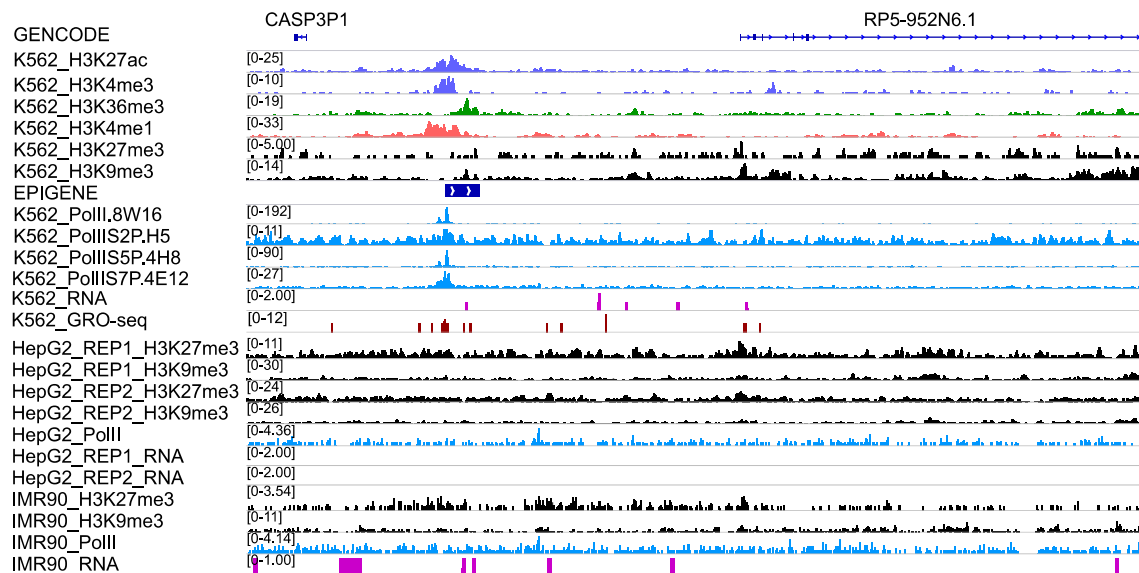 CASP3P1 RP5-952N6.1
GENCODE
K562_H3K27ac [0-25]
K562_H3K4me3 [0-10]
K562_H3K36me3 [0-19]
K562_H3K4me1 [0-33]
K562_H3K27me3 [0-5.00]
K562_H3K9me3 [0-14]
EPIGENE
K562_PolII.8W16 [0-192]
K562_PolIIS2P.H5 [0-11]
K562_PolIIS5P.4H8 [0-90]
K562_PolIIS7P.4E12 [0-27]
K562_RNA [0-2.00]
K562_GRO-seq [0-12]
HepG2_REP1_H3K27me3 [0-11]
HepG2_REP1_H3K9me3 [0-30]
HepG2_REP2_H3K27me3 [0-24]
HepG2_REP2_H3K9me3 [0-26]
HepG2_PolII [0-4.36]
HepG2_REP1_RNA [0-2.00]
HepG2_REP2_RNA [0-2.00]
IMR90_H3K27me3 [0-3.54]
IMR90_H3K9me3 [0-11]
IMR90_PolII [0-4.14]
IMR90_RNA [0-1.00]